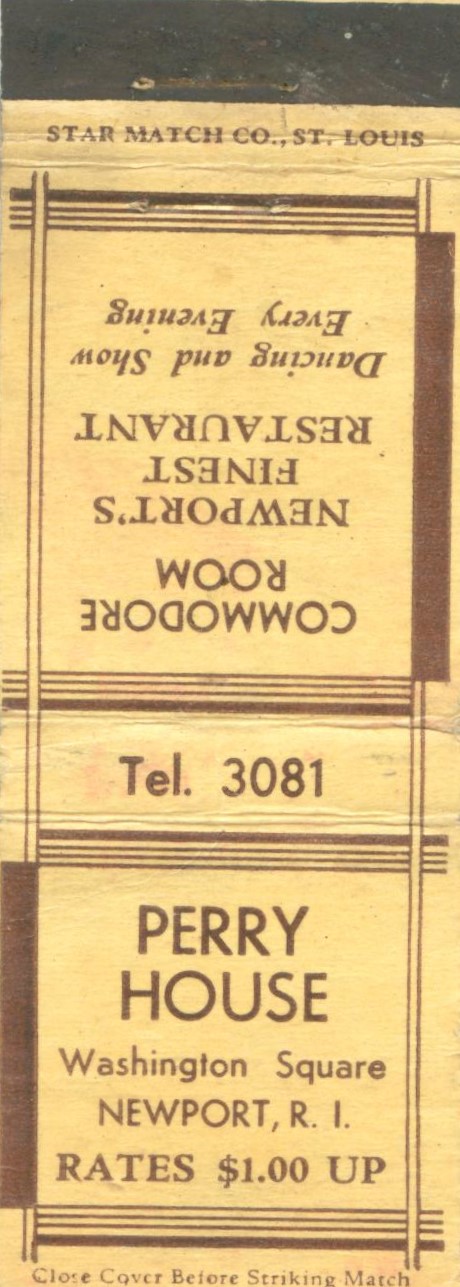 STAR MATCH CO., ST. LOUIS
COMMODORE
ROOM
NEWPORT'S
FINEST
RESTAURANT
Dancing and Show
Every Evening
Tel. 3081
PERRY
HOUSE
Washington Square
NEWPORT, R. I.
RATES $1.00 UP
Close Cover Before Striking Match